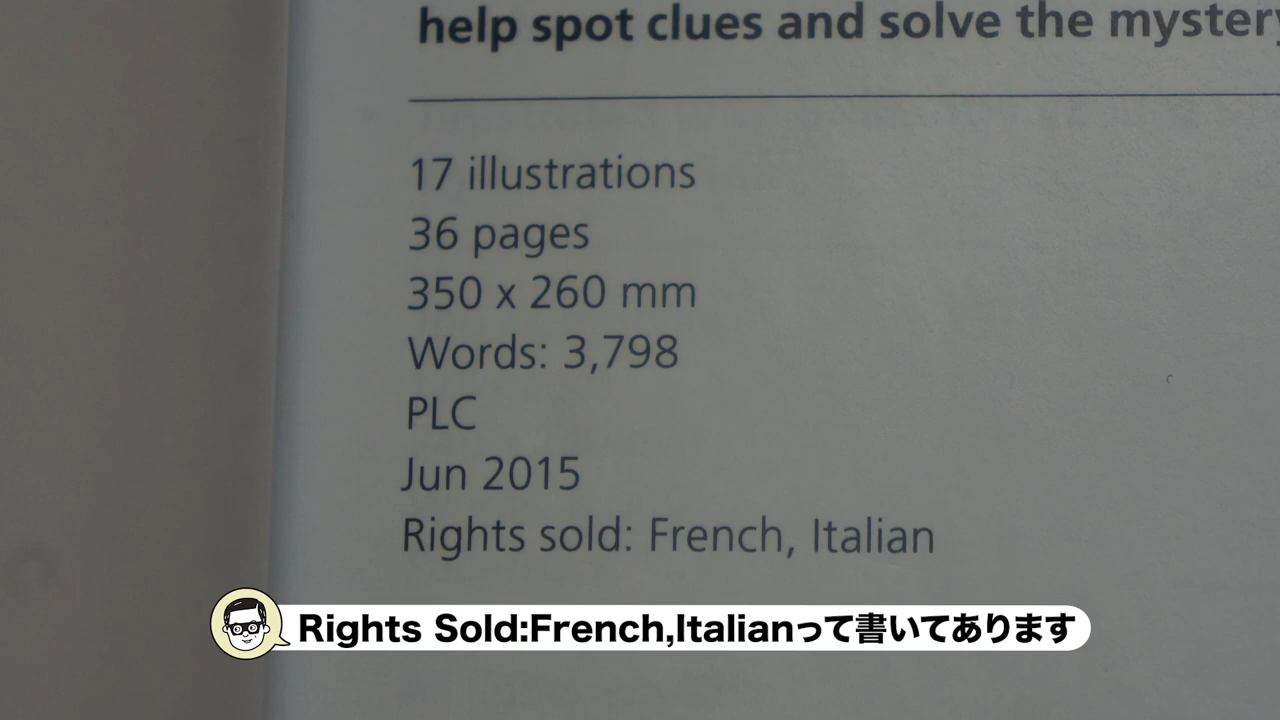 help spot clues and solve the mystery
17 illustrations
36 pages
350 x 260 mm
Words: 3,798
PLC
Jun 2015
Rights sold: French, Italian
Rights Sold:French,Italianって書いてあります